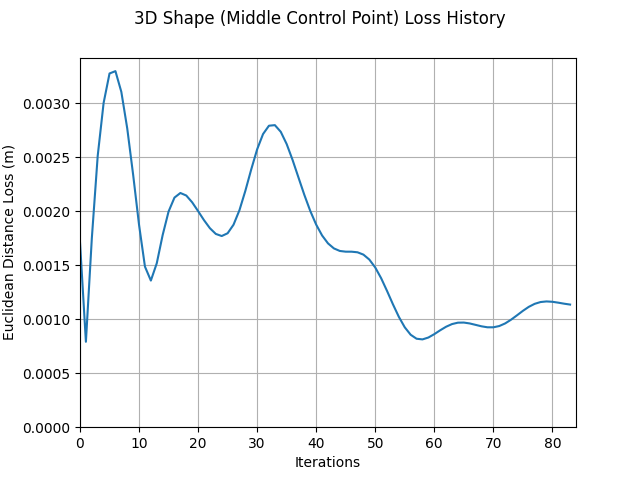 3D Shape (Middle Control Point) Loss History
0.0030
0.0025
0.0020
0.0015
0.0010
0.0005
0.0000
Euclidean Distance Loss (m)
0 10 20 30 40 50 60 70 80
Iterations